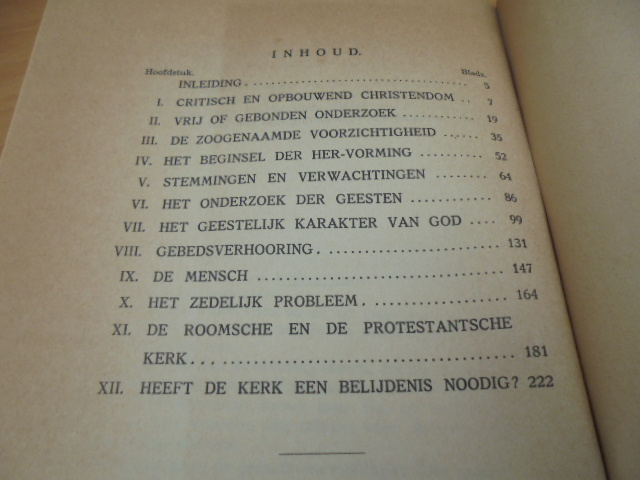 INHOUD.
Hoofdstuk. Bladz.
INLEIDING . . . . . . . . . . . . . . . . . . . . . . . 5
I. CRITISCH EN OPBOUWEND CHRISTENDOM . . 7
II. VRIJ OF GEBONDEN ONDERZOEK . . . . . . . . . . 19
III. DE ZOOGENAAMDE VOORZICHTIGHEID . . . . . 35
IV. HET BEGINSEL DER HER-VORMING . . . . . . . . . 52
V. STEMMINGEN EN VERWACHTINGEN . . . . . . . . 64
VI. HET ONDERZOEK DER GEESTEN . . . . . . . . . . . 86
VII. HET GEESTELIJK KARAKTER VAN GOD . . . . . . 99
VIII. GEBEDSVERHOORING . . . . . . . . . . . . . . . . . . . 131
IX. DE MENSCH . . . . . . . . . . . . . . . . . . . . . . . . . . 147
X. HET ZEDELIJK PROBLEEM . . . . . . . . . . . . . . . . 164
XI. DE ROOMSCHE EN DE PROTESTANTSCHE
KERK . . . . . . . . . . . . . . . . . . . . . . . . . . . . . . . 181
XII. HEEFT DE KERK EEN BELIJDENIS NOODIG? 222